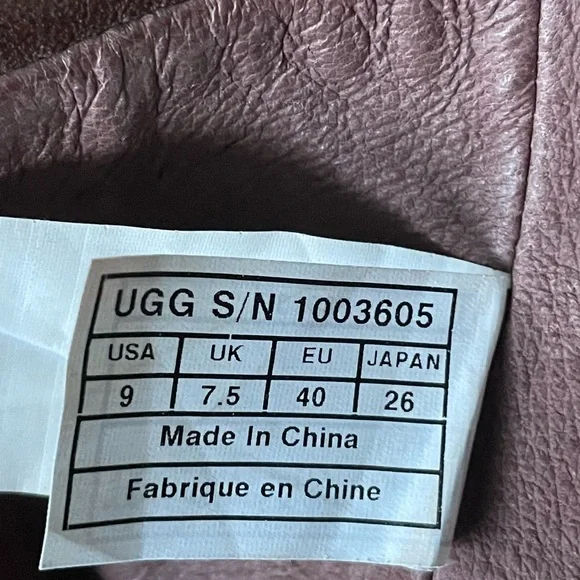 UGG S/N 1003605
USA UK EU JAPAN
9 7.5 40 26
Made In China
Fabrique en Chine